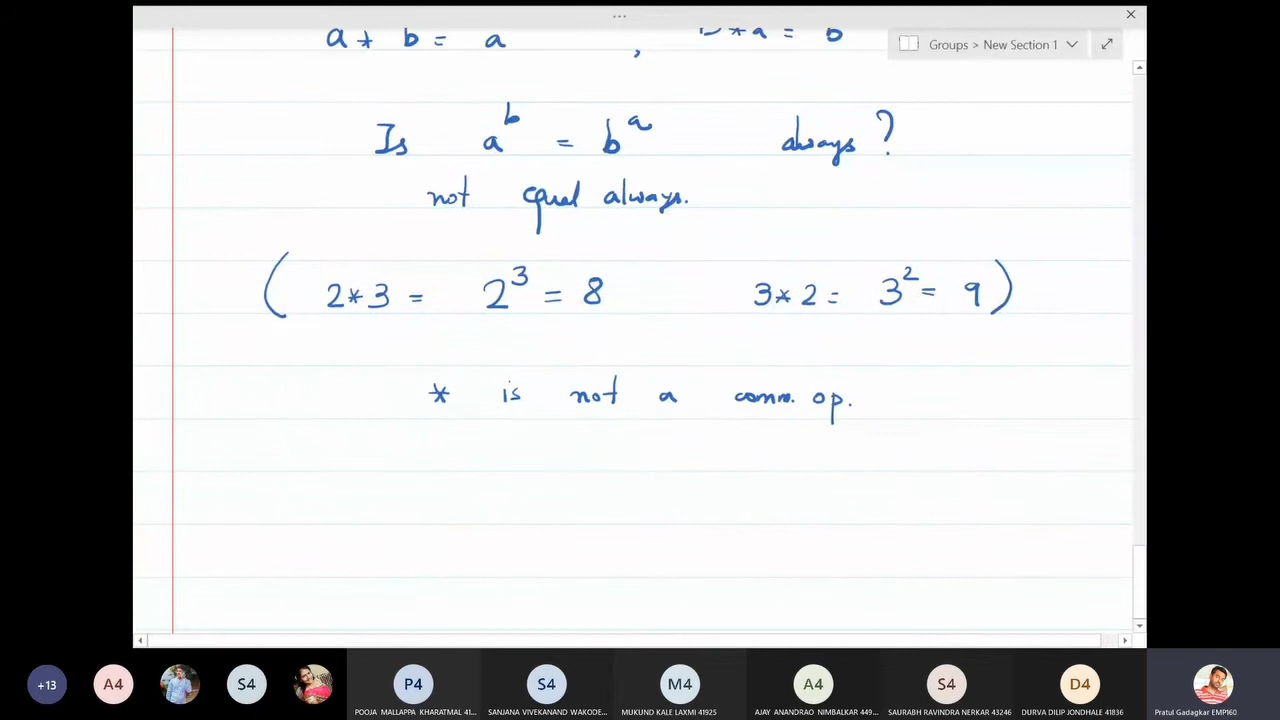 a * b = a , b * a = b
Groups > New Section 1
Is a^b = b^a always ?
not equal always.
( 2 * 3 = 2^3 = 8 3 * 2 = 3^2 = 9 )
* is not a comm. op.
+13 A4 S4 P4 S4 M4 A4 S4 D4
POOJA MALLAPPA KHARATMAL 41... SANJANA VIVEKANAND WAKODE... MUKUND KALE LAXMI 41925 AJAY ANANDRAO NIMBALKAR 449... SAURABH RAVINDRA NERKAR 43246 DURVA DILIP JONDHALE 41836 Pratul Gadagkar EMP160